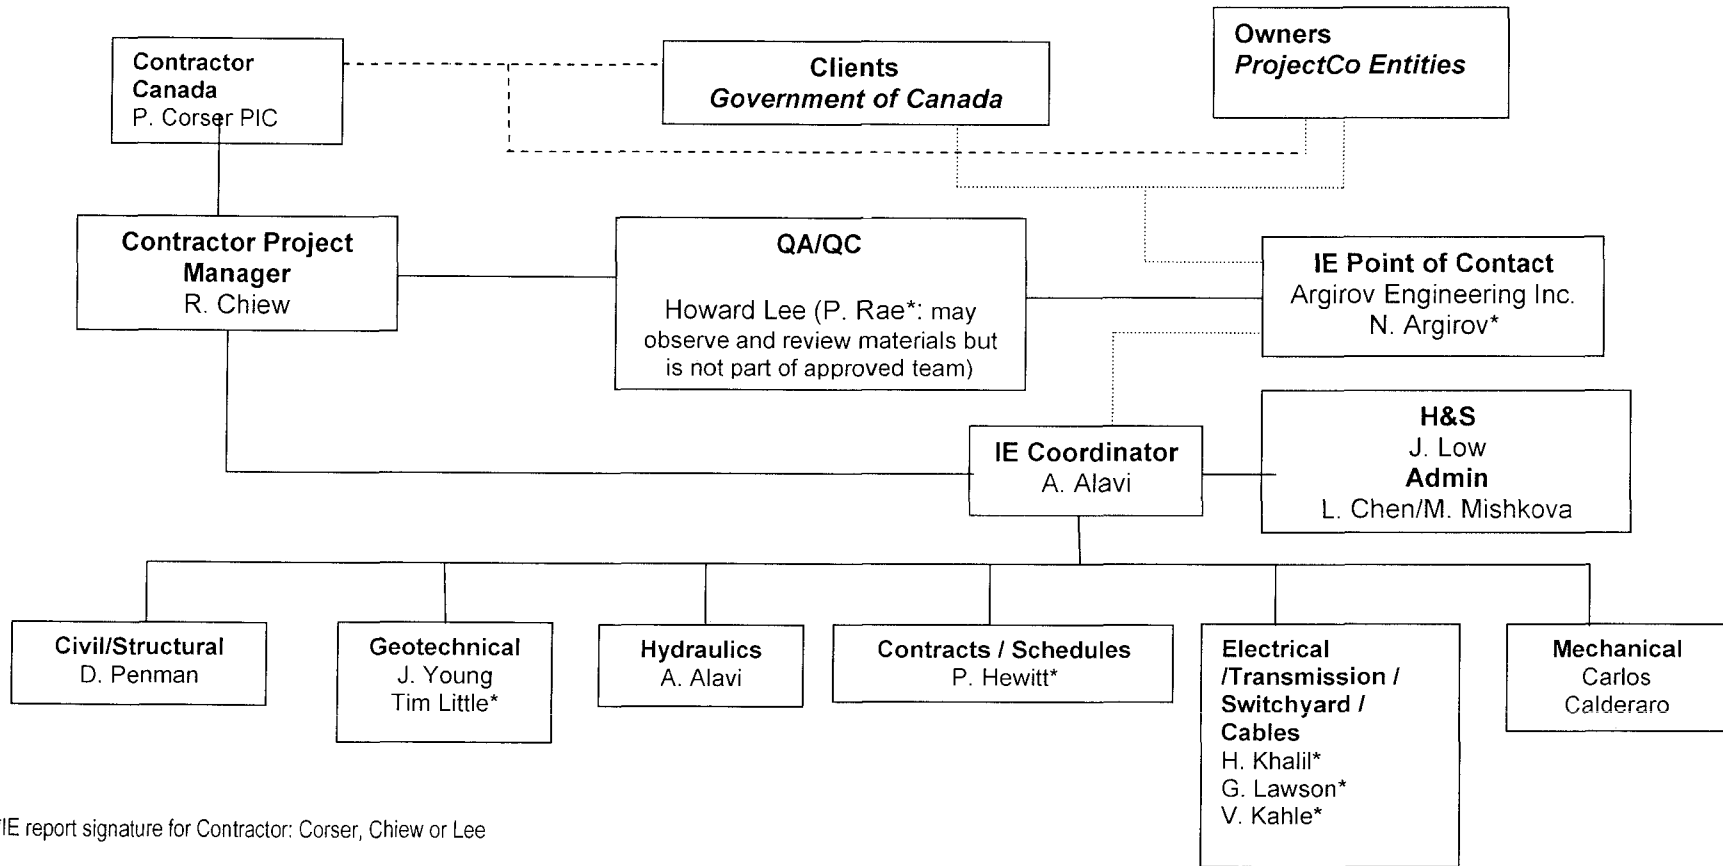 Contractor
Canada
P. Corser PIC
Clients
Government of Canada
Owners
ProjectCo Entities
Contractor Project
Manager
R. Chiew
QA/QC
Howard Lee (P. Rae*: may
observe and review materials but
is not part of approved team)
IE Point of Contact
Argirov Engineering Inc.
N. Argirov*
IE Coordinator
A. Alavi
H&S
J. Low
Admin
L. Chen/M. Mishkova
Civil/Structural
D. Penman
Geotechnical
J. Young
Tim Little*
Hydraulics
A. Alavi
Contracts / Schedules
P. Hewitt*
Electrical
/Transmission /
Switchyard /
Cables
H. Khalil*
G. Lawson*
V. Kahle*
Mechanical
Carlos
Calderaro
IE report signature for Contractor: Corser, Chiew or Lee